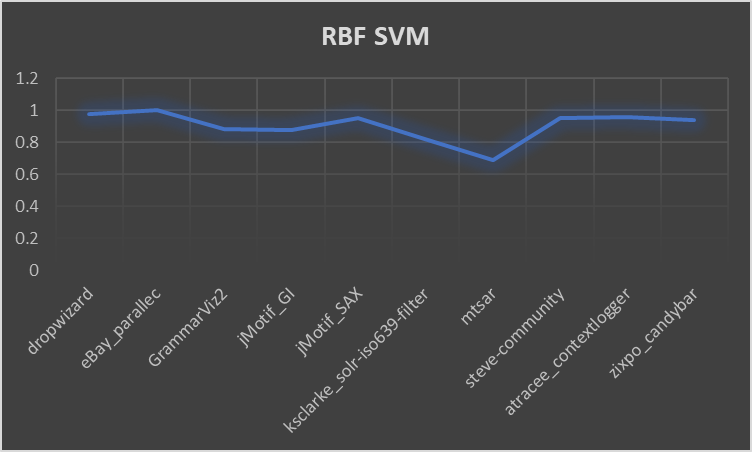 RBF SVM
1.2
1
0.8
0.6
0.4
0.2
0
dropwizard
eBay_parallec
GrammarViz2
jMotif_GI
jMotif_SAX
ksclarke_solr-iso639-filter
mtsar
steve-community
atracee_contextlogger
zixpo_candybar